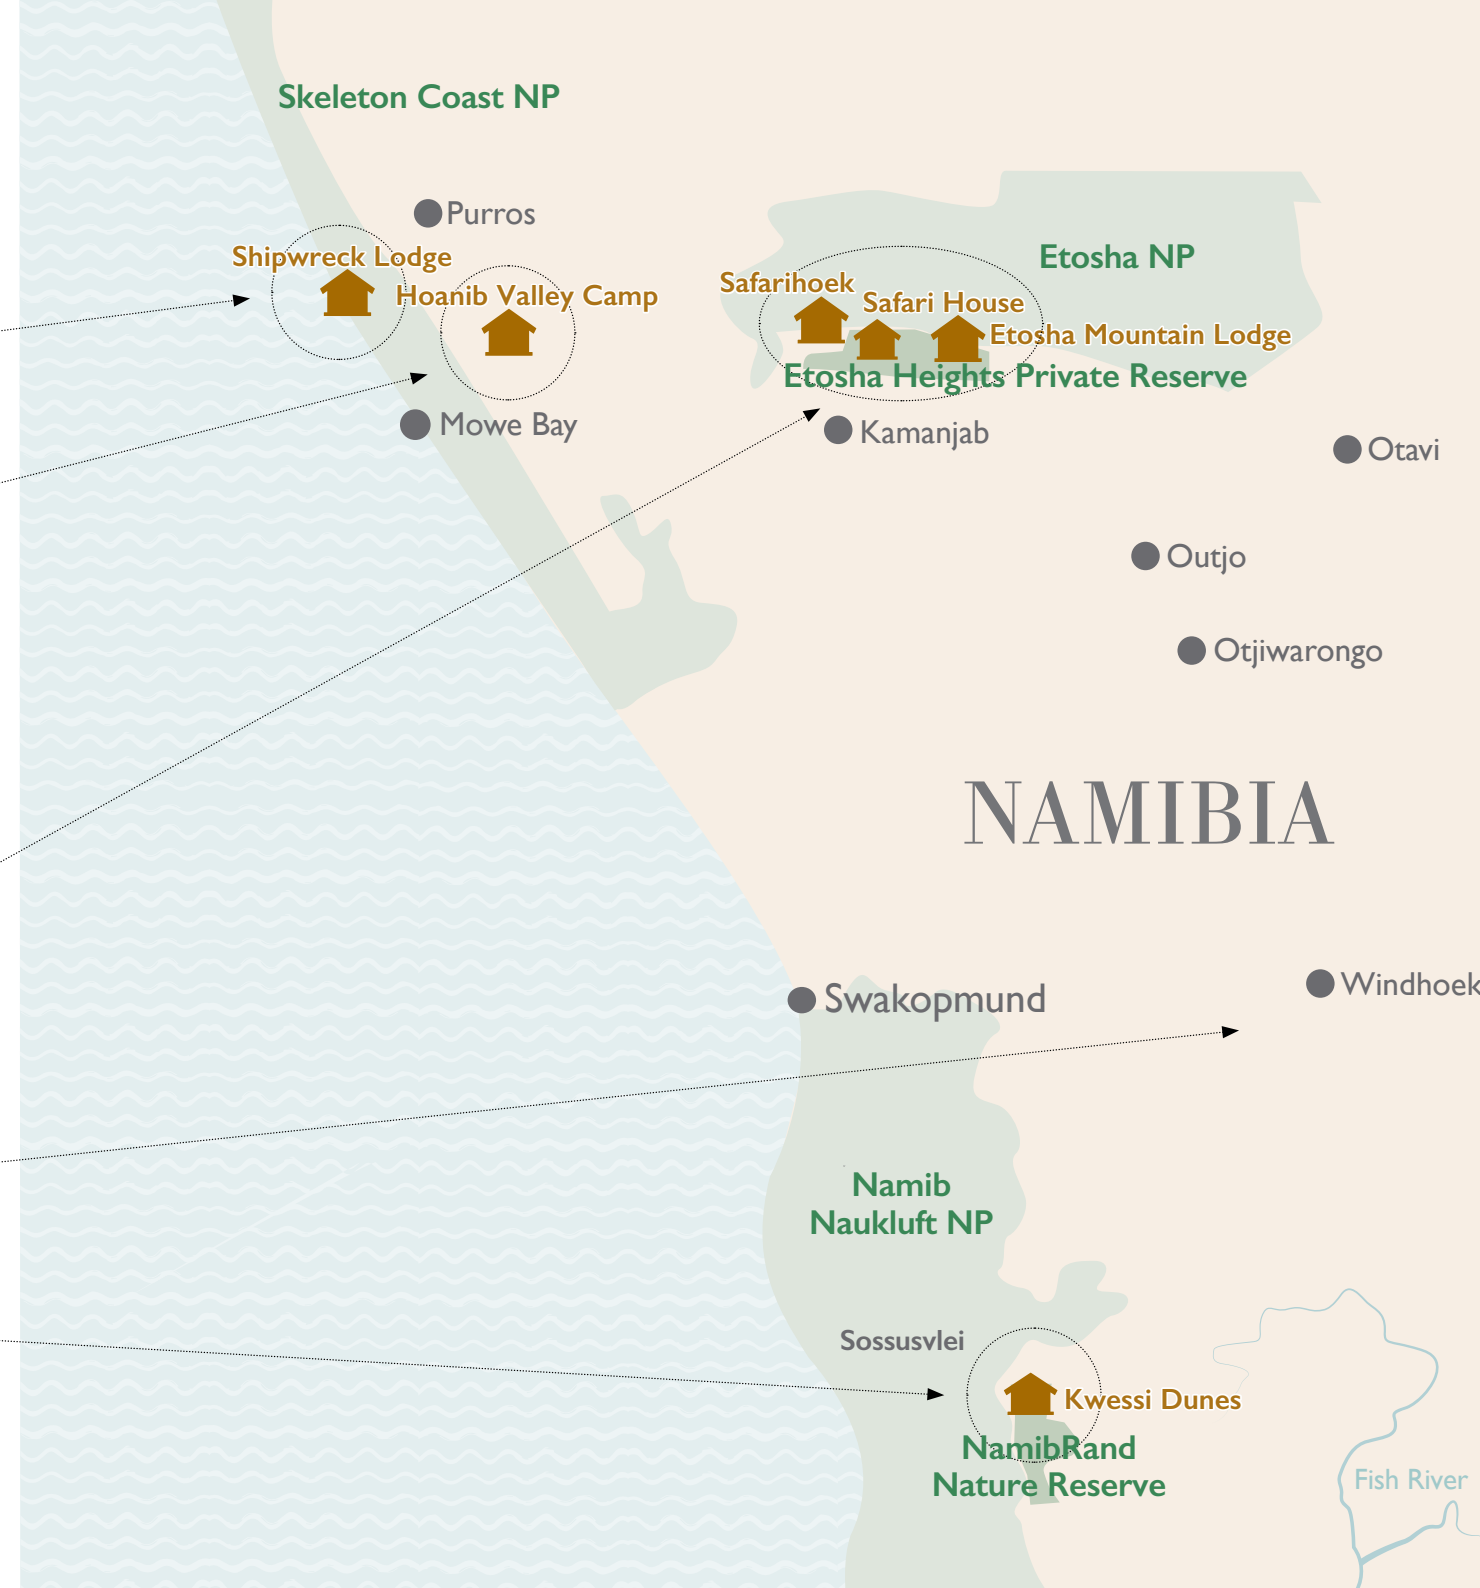 Skeleton Coast NP
Purros
Shipwreck Lodge
Hoanib Valley Camp
Mowe Bay
Etosha NP
Safarihoek
Safari House
Etosha Mountain Lodge
Etosha Heights Private Reserve
Kamanjab
Otavi
Outjo
Otjiwarongo
NAMIBIA
Swakopmund
Windhoek
Namib
Naukluft NP
Sossusvlei
Kwessi Dunes
NamibRand
Nature Reserve
Fish River